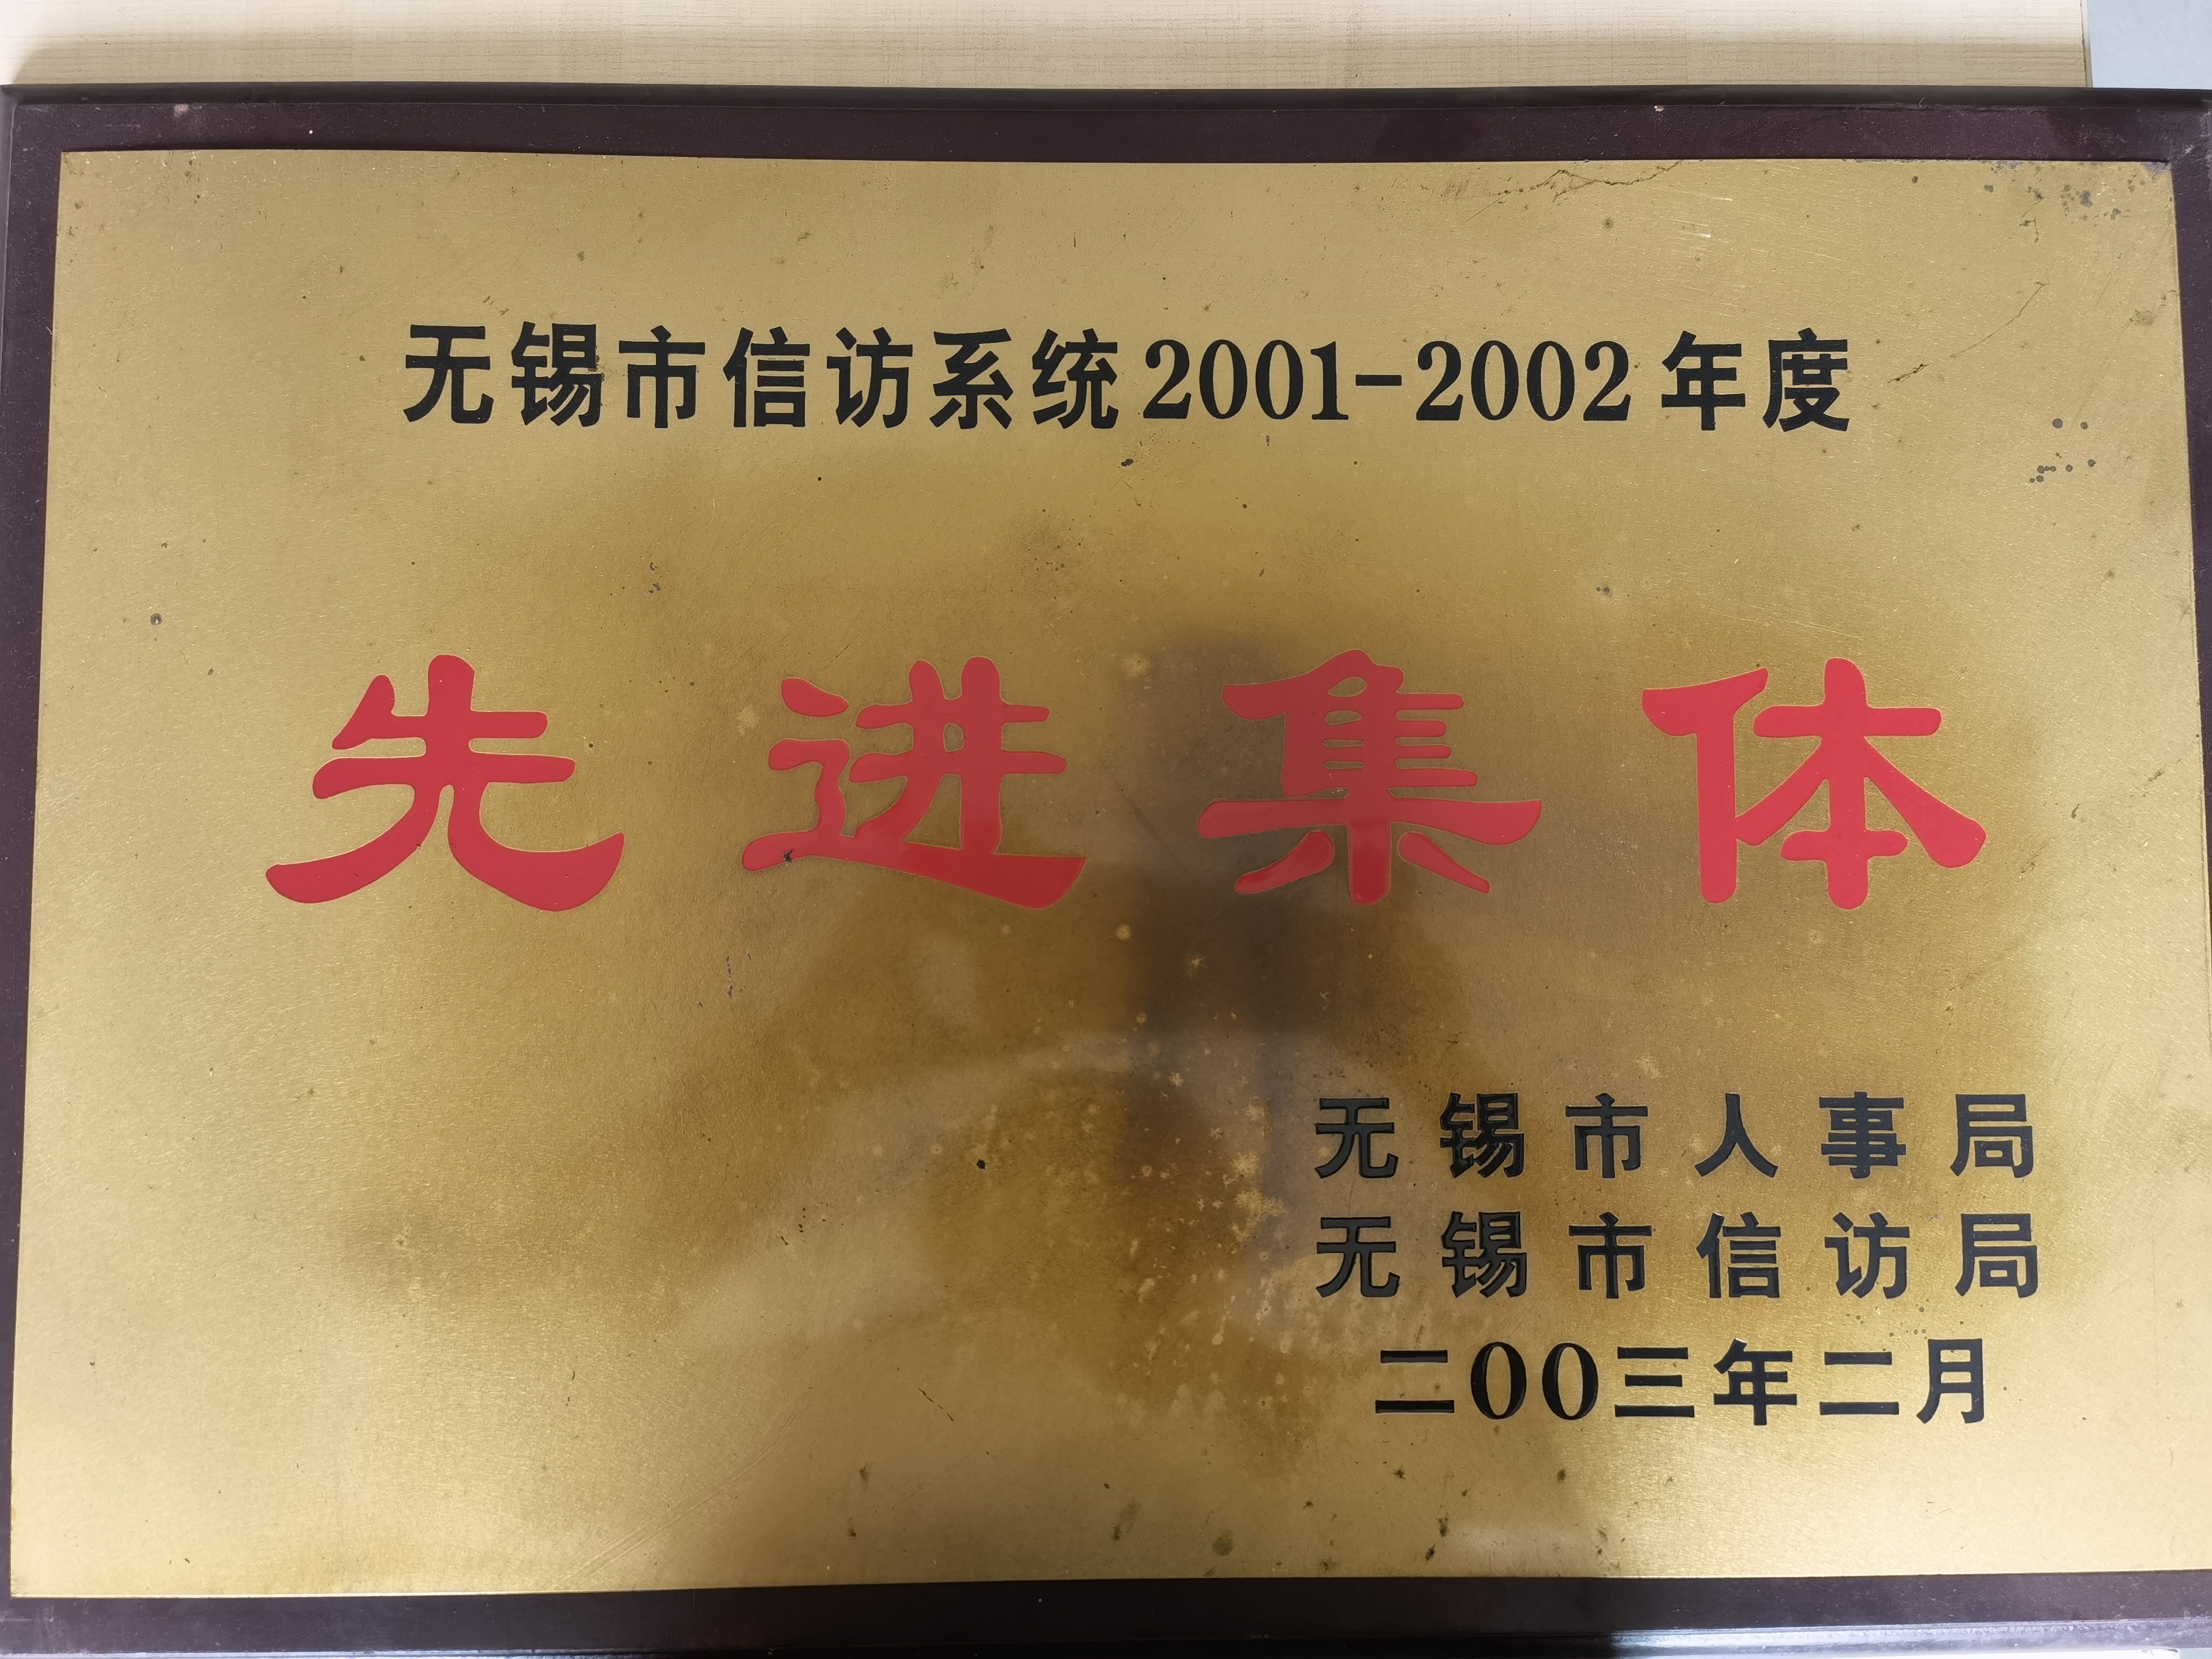 无锡市信访系统2001-2002年度
先进集体
无锡市人事局
无锡市信访局
二00三年二月